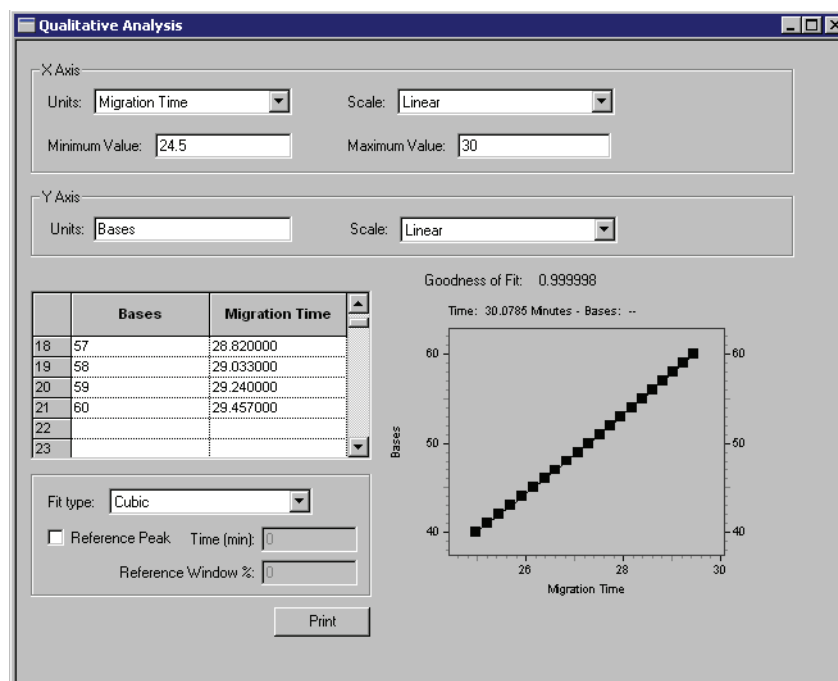 Qualitative Analysis
X Axis
Units: Migration Time Scale: Linear
Minimum Value: 24.5 Maximum Value: 30
Y Axis
Units: Bases Scale: Linear
Goodness of Fit: 0.999998
Time: 30.0785 Minutes - Bases: --
Bases Migration Time
18 57 28.820000
19 58 29.033000
20 59 29.240000
21 60 29.457000
22
23
Fit type: Cubic
Reference Peak Time (min): 0
Reference Window %: 0
Print
60 60
50 50
40 40
Bases
26 28 30
Migration Time